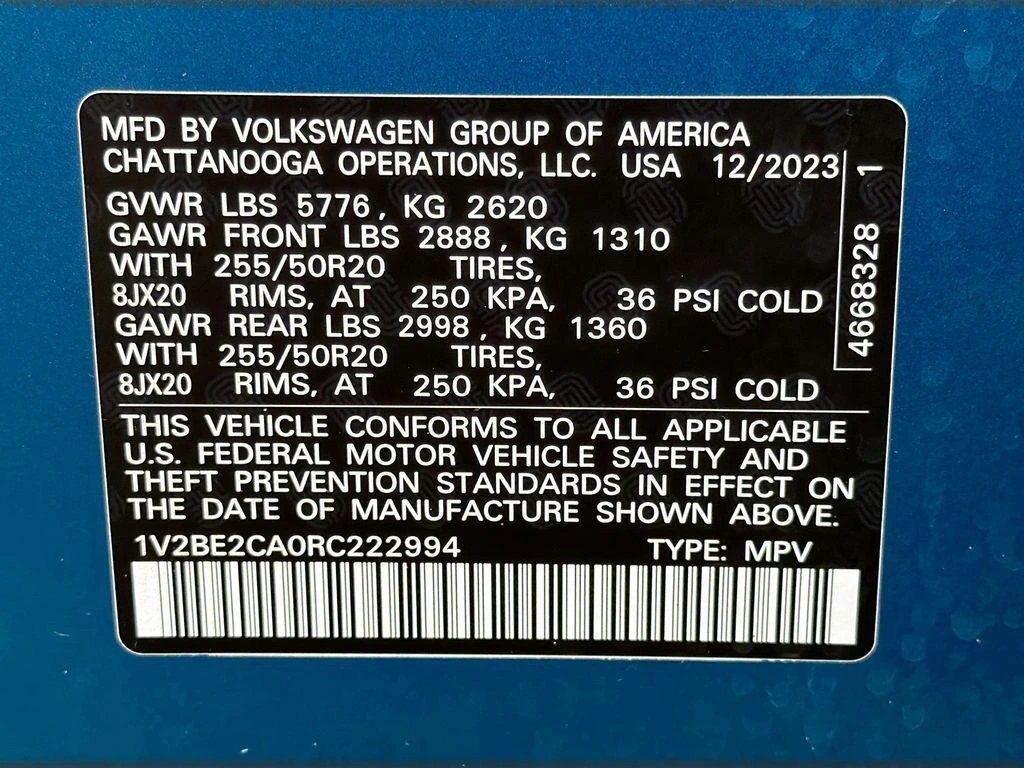 MFD BY VOLKSWAGEN GROUP OF AMERICA
CHATTANOOGA OPERATIONS, LLC. USA 12/2023
GVWR LBS 5776, KG 2620
GAWR FRONT LBS 2888, KG 1310
WITH 255/50R20 TIRES,
8JX20 RIMS, AT 250 KPA, 36 PSI COLD
GAWR REAR LBS 2998, KG 1360
WITH 255/50R20 TIRES,
8JX20 RIMS, AT 250 KPA, 36 PSI COLD
4668328 1
THIS VEHICLE CONFORMS TO ALL APPLICABLE
U.S. FEDERAL MOTOR VEHICLE SAFETY AND
THEFT PREVENTION STANDARDS IN EFFECT ON
THE DATE OF MANUFACTURE SHOWN ABOVE.
1V2BE2CA0RC222994 TYPE: MPV